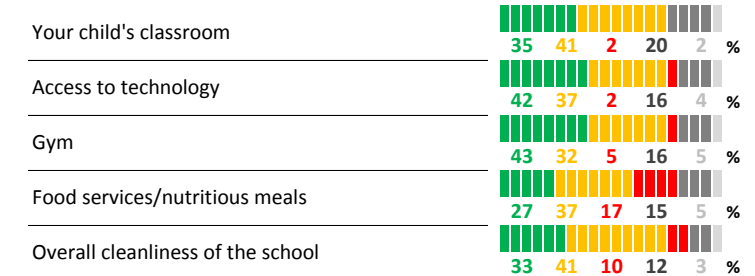 Your child's classroom
35 41 2 20 2 %
Access to technology
42 37 2 16 4 %
Gym
43 32 5 16 5 %
Food services/nutritious meals
27 37 17 15 5 %
Overall cleanliness of the school
33 41 10 12 3 %